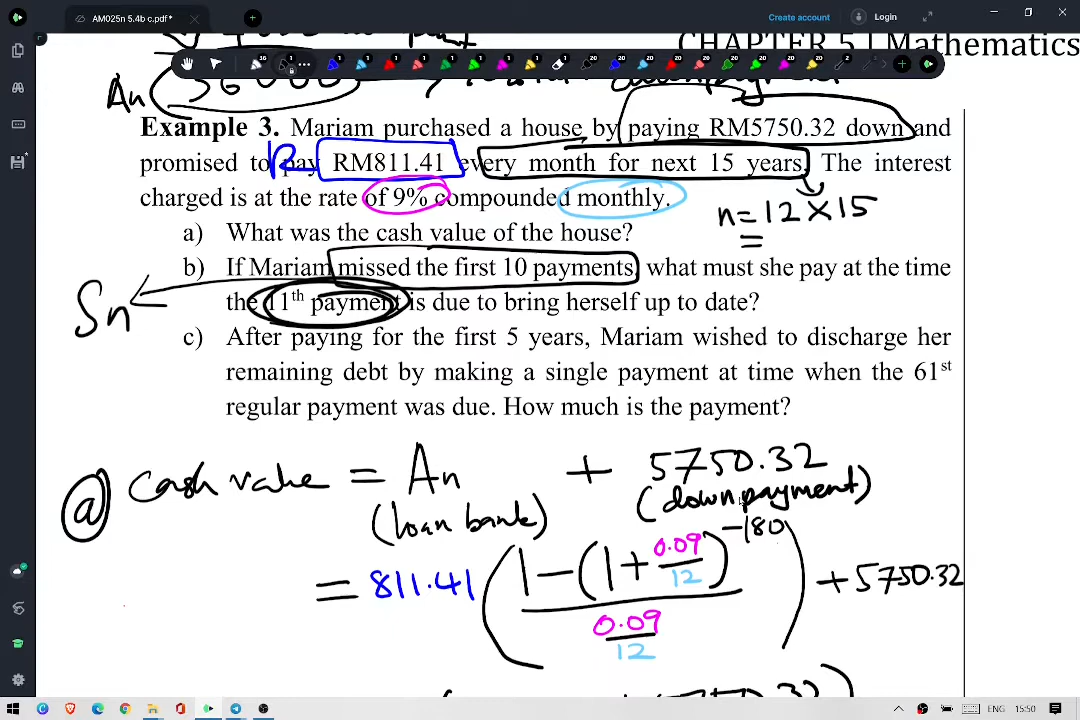 AM025n 5.4b c.pdf*
Create account
Login
CHAPTER 5 | Mathematics
An 36000
Example 3. Mariam purchased a house by paying RM5750.32 down and
promised to pay RM811.41 every month for next 15 years. The interest
R
charged is at the rate of 9% compounded monthly.
n = 12 × 15
a) What was the cash value of the house?
b) If Mariam missed the first 10 payments, what must she pay at the time
the 11th payment is due to bring herself up to date?
Sn
c) After paying for the first 5 years, Mariam wished to discharge her
remaining debt by making a single payment at time when the 61st
regular payment was due. How much is the payment?
a cash value = An + 5750.32
(loan bank) (down payment)
= 811.41 (1 − (1 + 0.09/12)^−180 / 0.09/12) + 5750.32
ENG 15:50